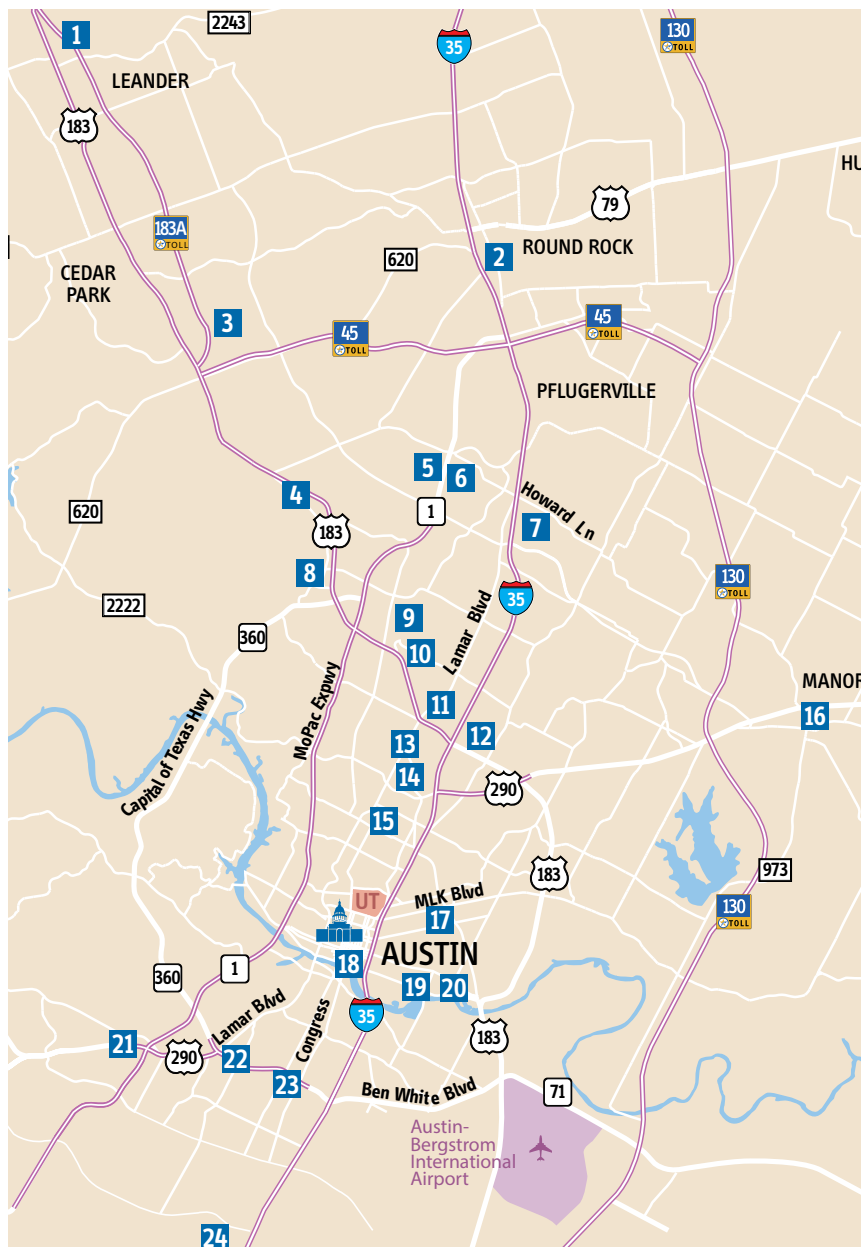 1
2243
35
130
TOLL
LEANDER
183
HU
79
183A
TOLL
2
ROUND ROCK
620
CEDAR
PARK
3
45
TOLL
45
TOLL
PFLUGERVILLE
5
6
4
Howard Ln
620
1
7
183
8
130
TOLL
35
2222
9
Lamar Blvd
360
10
MANOR
11
16
MoPac Expwy
12
13
Capital of Texas Hwy
14
290
15
183
973
UT
MLK Blvd
130
TOLL
17
AUSTIN
18
1
360
19
20
Lamar Blvd
Congress
35
183
21
290
22
23
Ben White Blvd
71
Austin-
Bergstrom
International
Airport
24